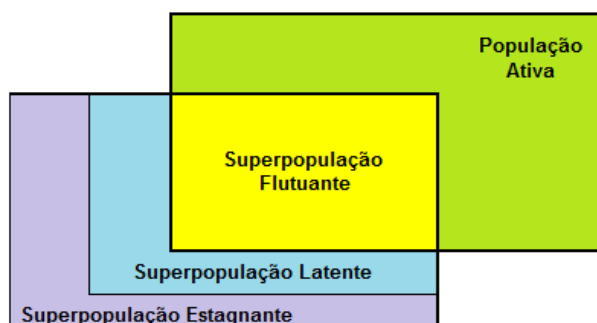 População
Ativa
Superpopulação
Flutuante
Superpopulação Latente
Superpopulação Estagnante